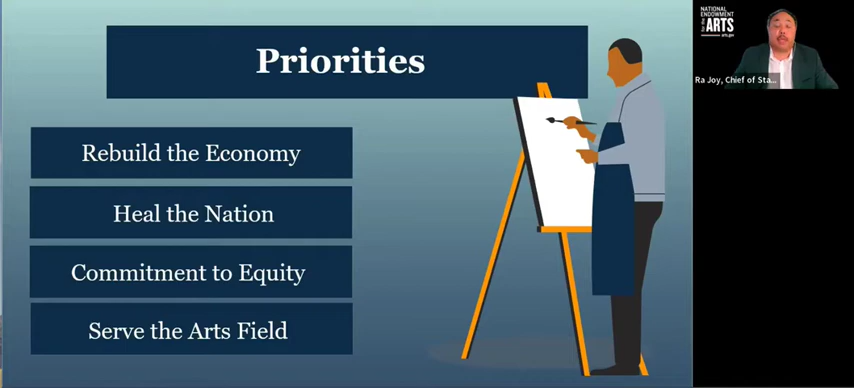 Priorities
Rebuild the Economy
Heal the Nation
Commitment to Equity
Serve the Arts Field
NATIONAL
ENDOWMENT
for the ARTS
arts.gov
Ra Joy, Chief of Sta...